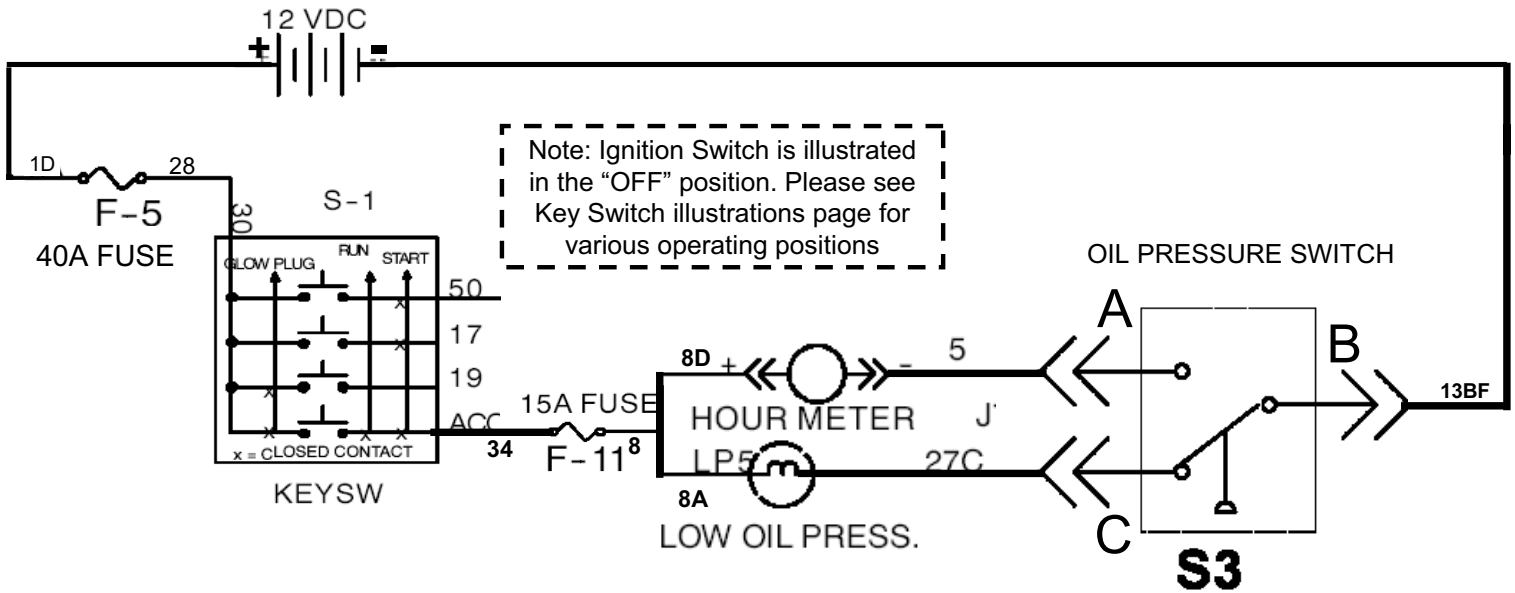 12 VDC
+
-
1D
28
F-5
40A FUSE
Note: Ignition Switch is illustrated
in the “OFF” position. Please see
Key Switch illustrations page for
various operating positions
S-1
30
GLOW PLUG
RUN
START
50
17
19
ACC
x = CLOSED CONTACT
KEYSW
34
15A FUSE
F-11
8
8D
+
-
5
HOUR METER
J
LP5
27C
8A
LOW OIL PRESS.
OIL PRESSURE SWITCH
A
B
C
13BF
S3